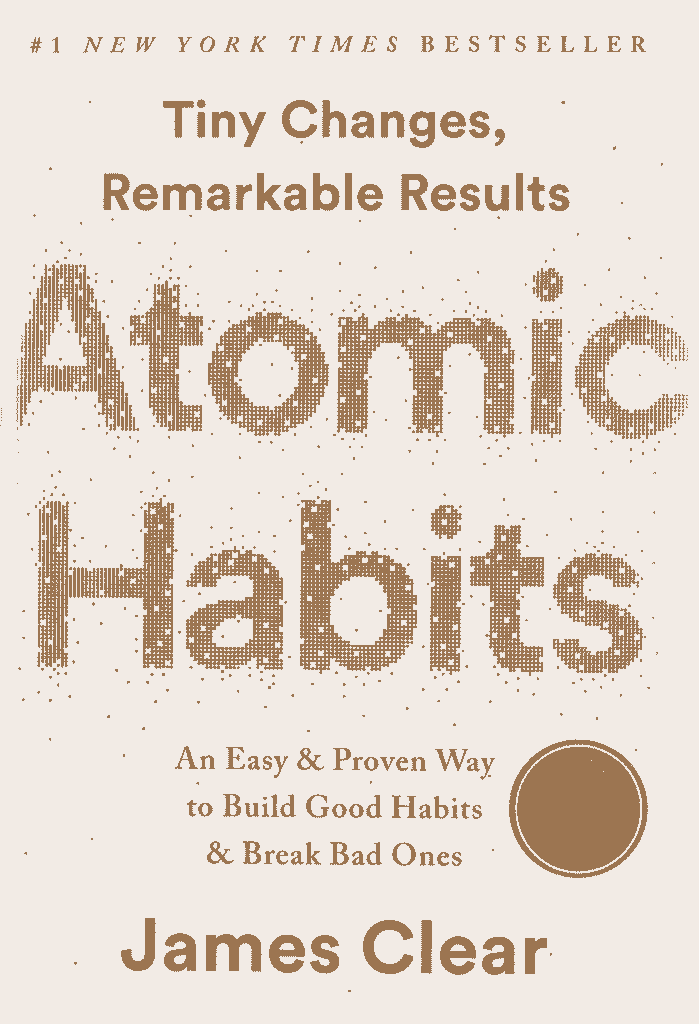 #1 NEW YORK TIMES BESTSELLER
Tiny Changes,
Remarkable Results
Atomic
Habits
An Easy & Proven Way
to Build Good Habits
& Break Bad Ones
James Clear